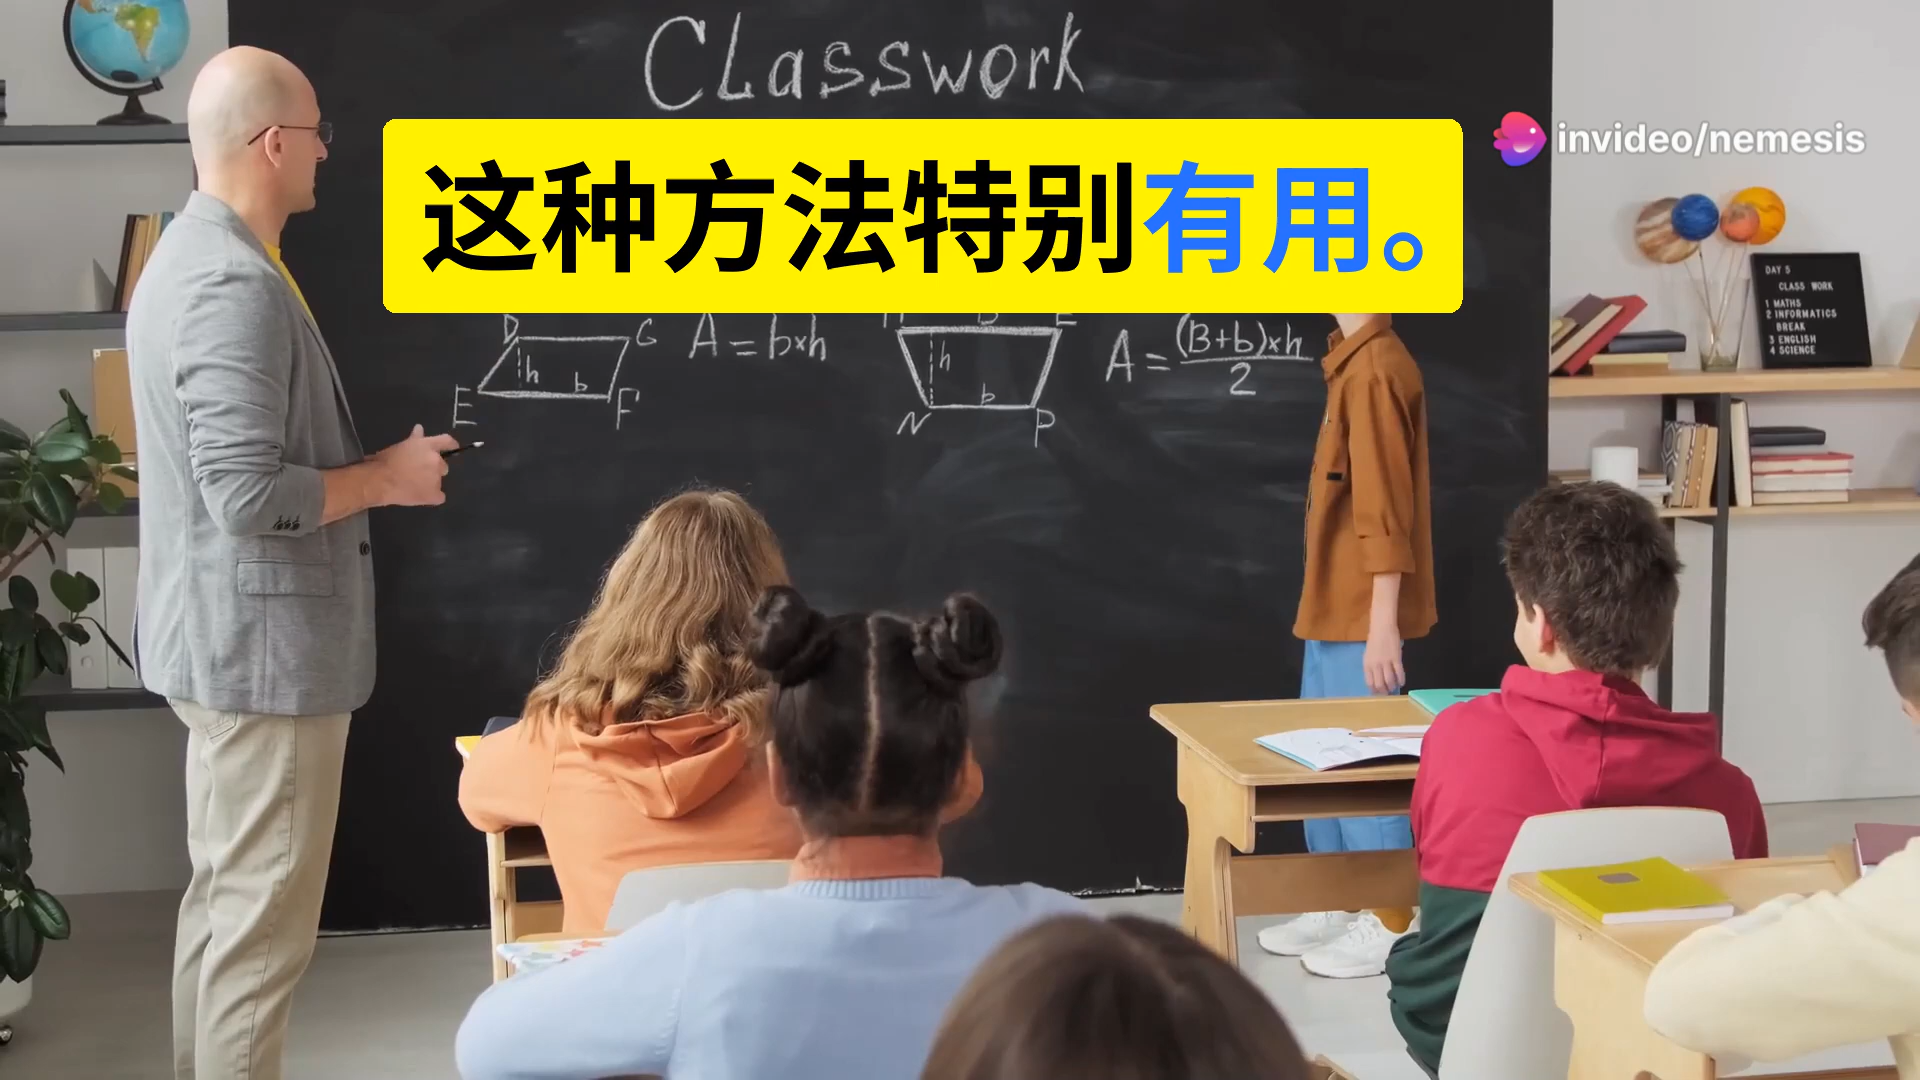 Classwork
invideo/nemesis
这种方法特别有用。
DAY 5
CLASS WORK
1 MATHS
2 INFORMATICS
BREAK
3 ENGLISH
4 SCIENCE
D G
A = b×h
h
b
E F
h
b
N P
A = (B+b)×h
2